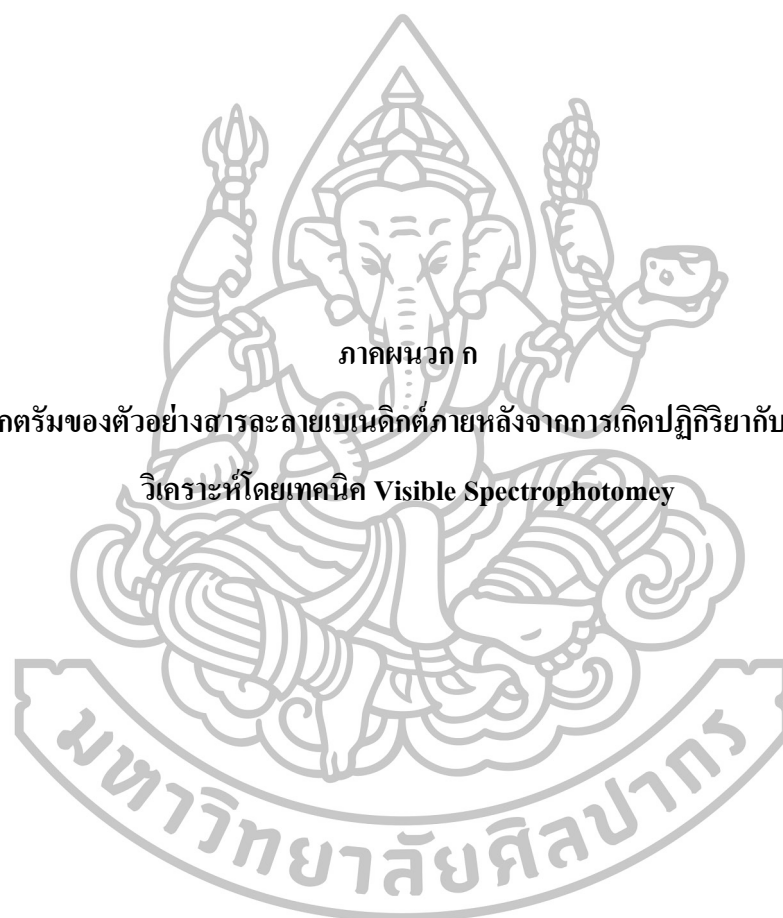 ภาคผนวก ก
กตรัมของตัวอย่างสารละลายเบเนดิกต์ภายหลังจากการเกิดปฏิกิริยากับ
วิเคราะห์โดยเทคนิค Visible Spectrophotomey
มหาวิทยาลัยศิลปากร